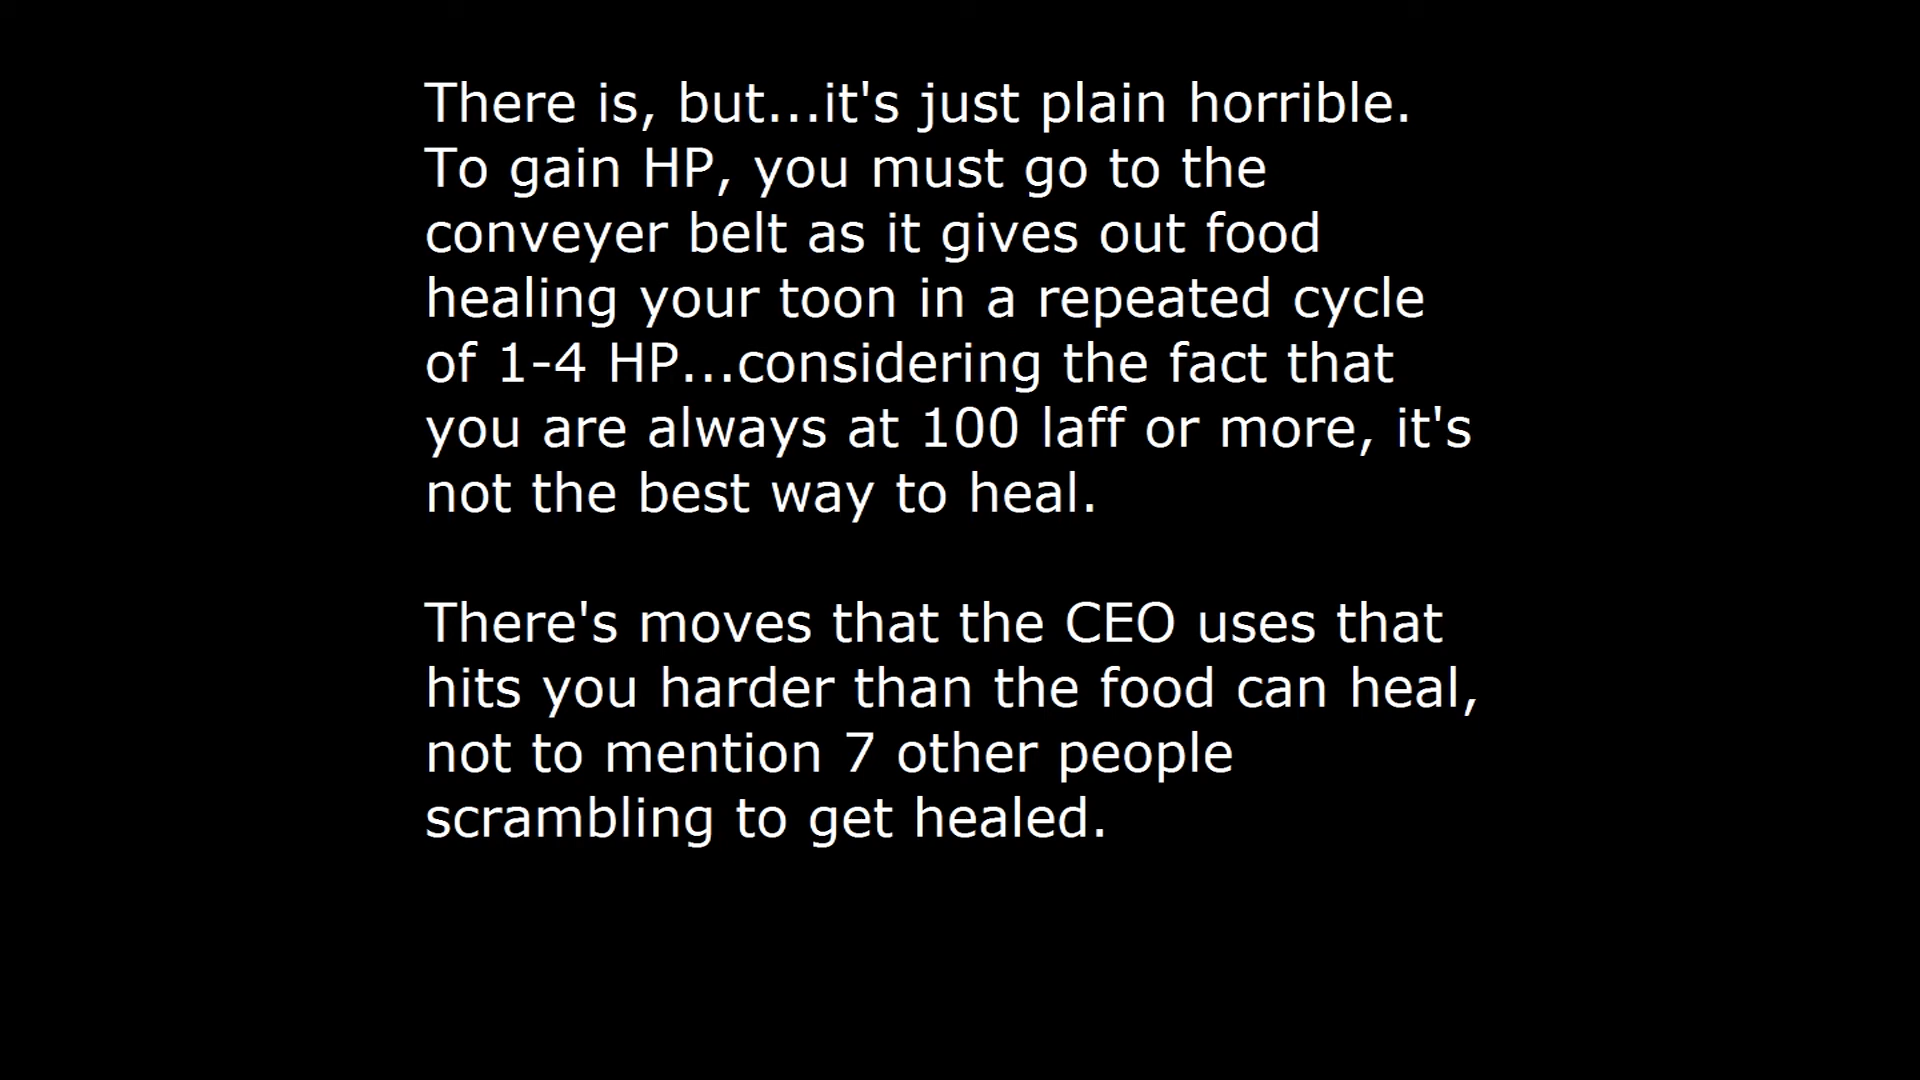 There is, but...it's just plain horrible.
To gain HP, you must go to the
conveyer belt as it gives out food
healing your toon in a repeated cycle
of 1-4 HP...considering the fact that
you are always at 100 laff or more, it's
not the best way to heal.
There's moves that the CEO uses that
hits you harder than the food can heal,
not to mention 7 other people
scrambling to get healed.